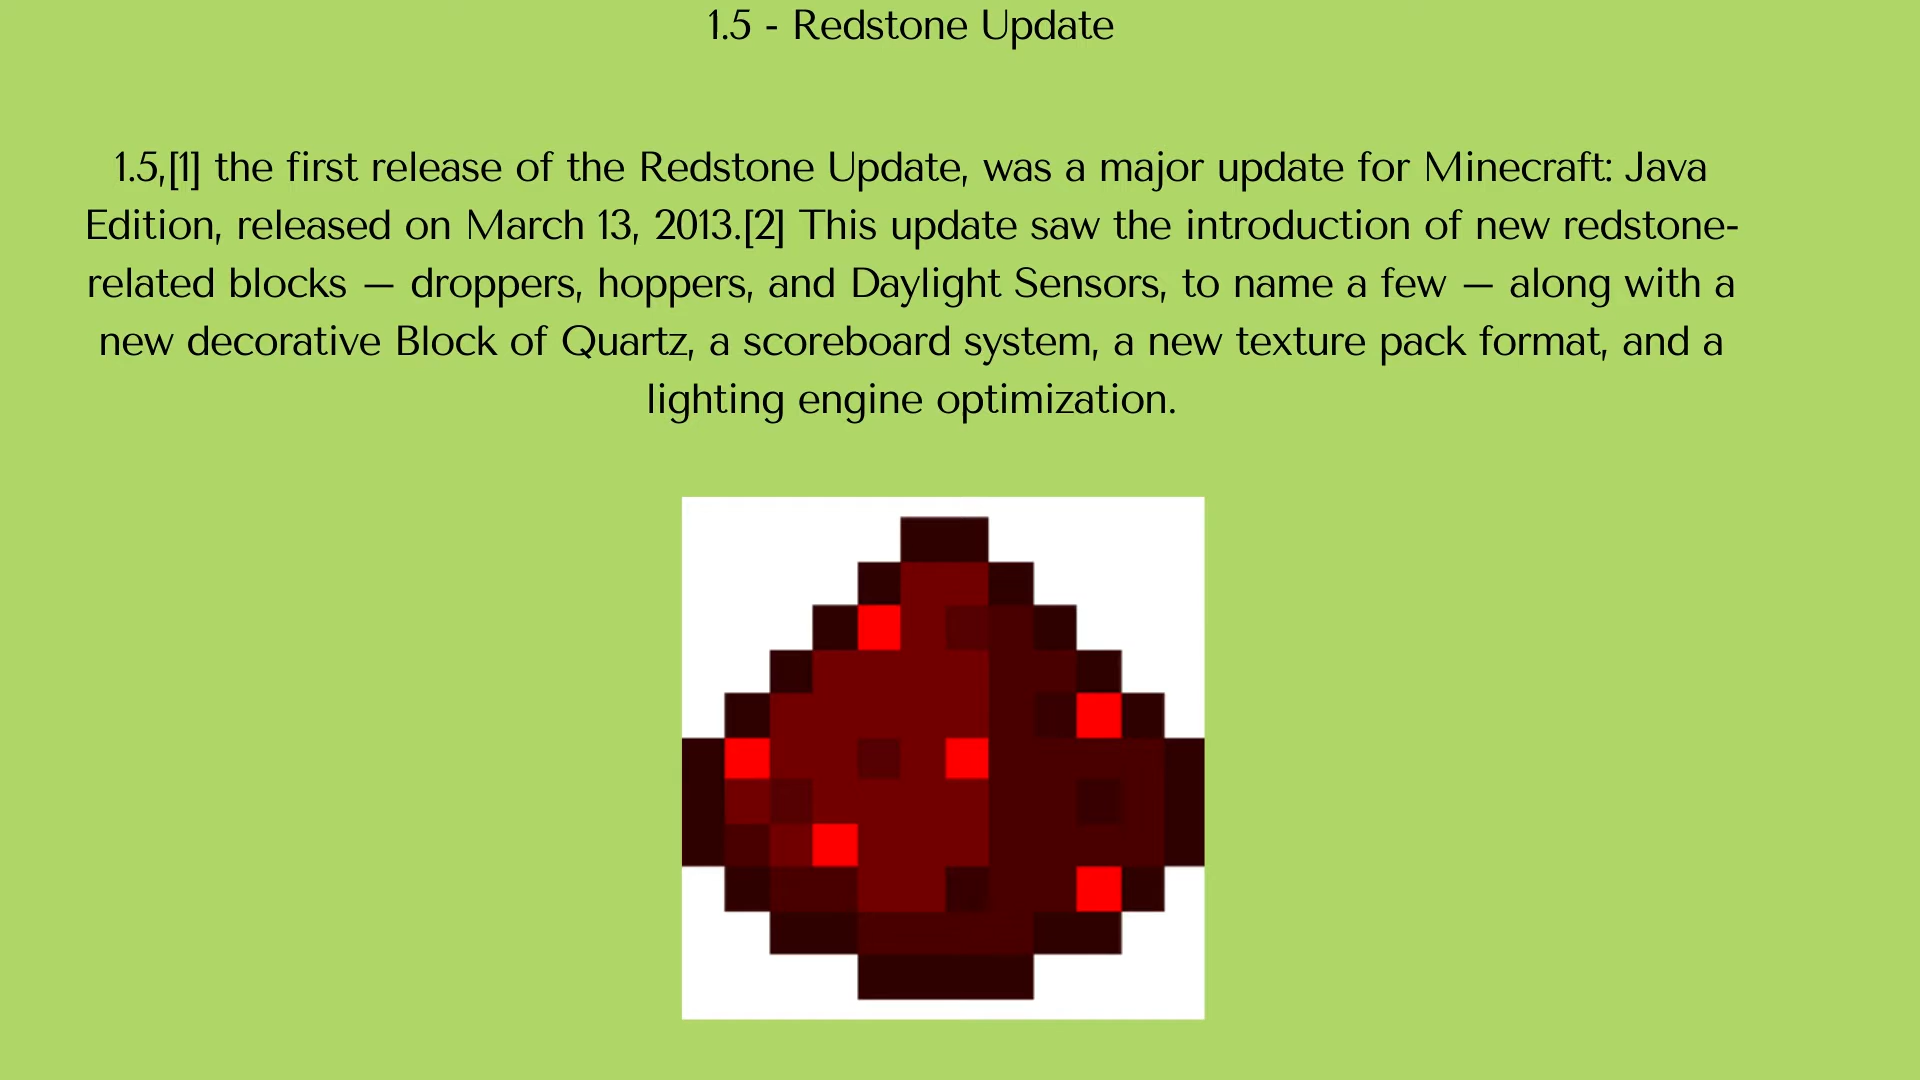 1.5 - Redstone Update
1.5,[1] the first release of the Redstone Update, was a major update for Minecraft: Java
Edition, released on March 13, 2013.[2] This update saw the introduction of new redstone-
related blocks — droppers, hoppers, and Daylight Sensors, to name a few — along with a
new decorative Block of Quartz, a scoreboard system, a new texture pack format, and a
lighting engine optimization.